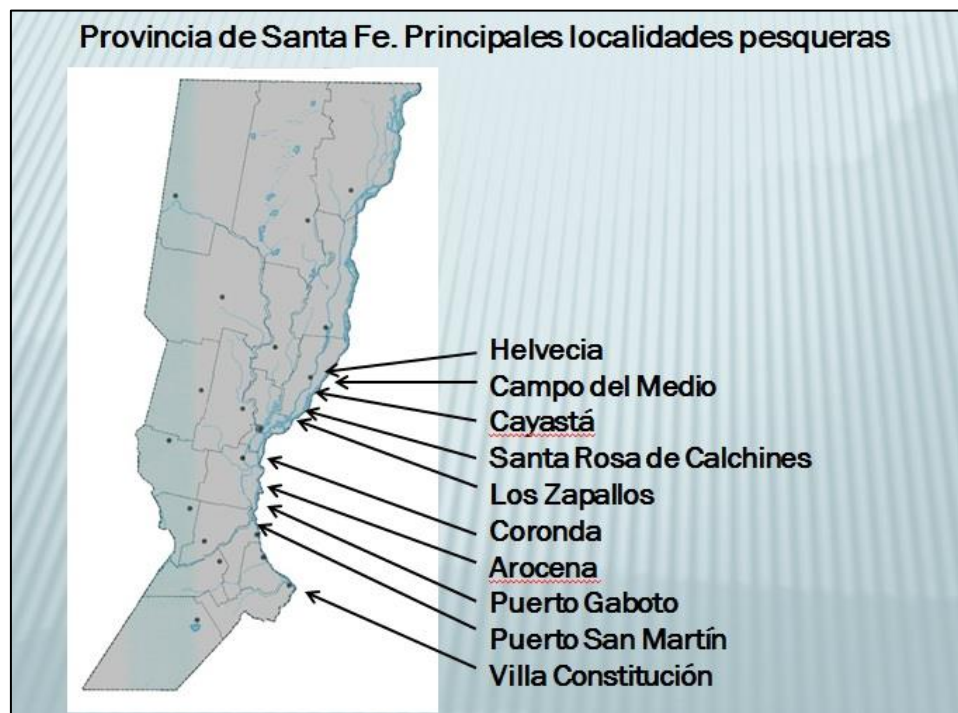 Provincia de Santa Fe. Principales localidades pesqueras
Helvecia
Campo del Medio
Cayastá
Santa Rosa de Calchines
Los Zapallos
Coronda
Arocena
Puerto Gaboto
Puerto San Martín
Villa Constitución